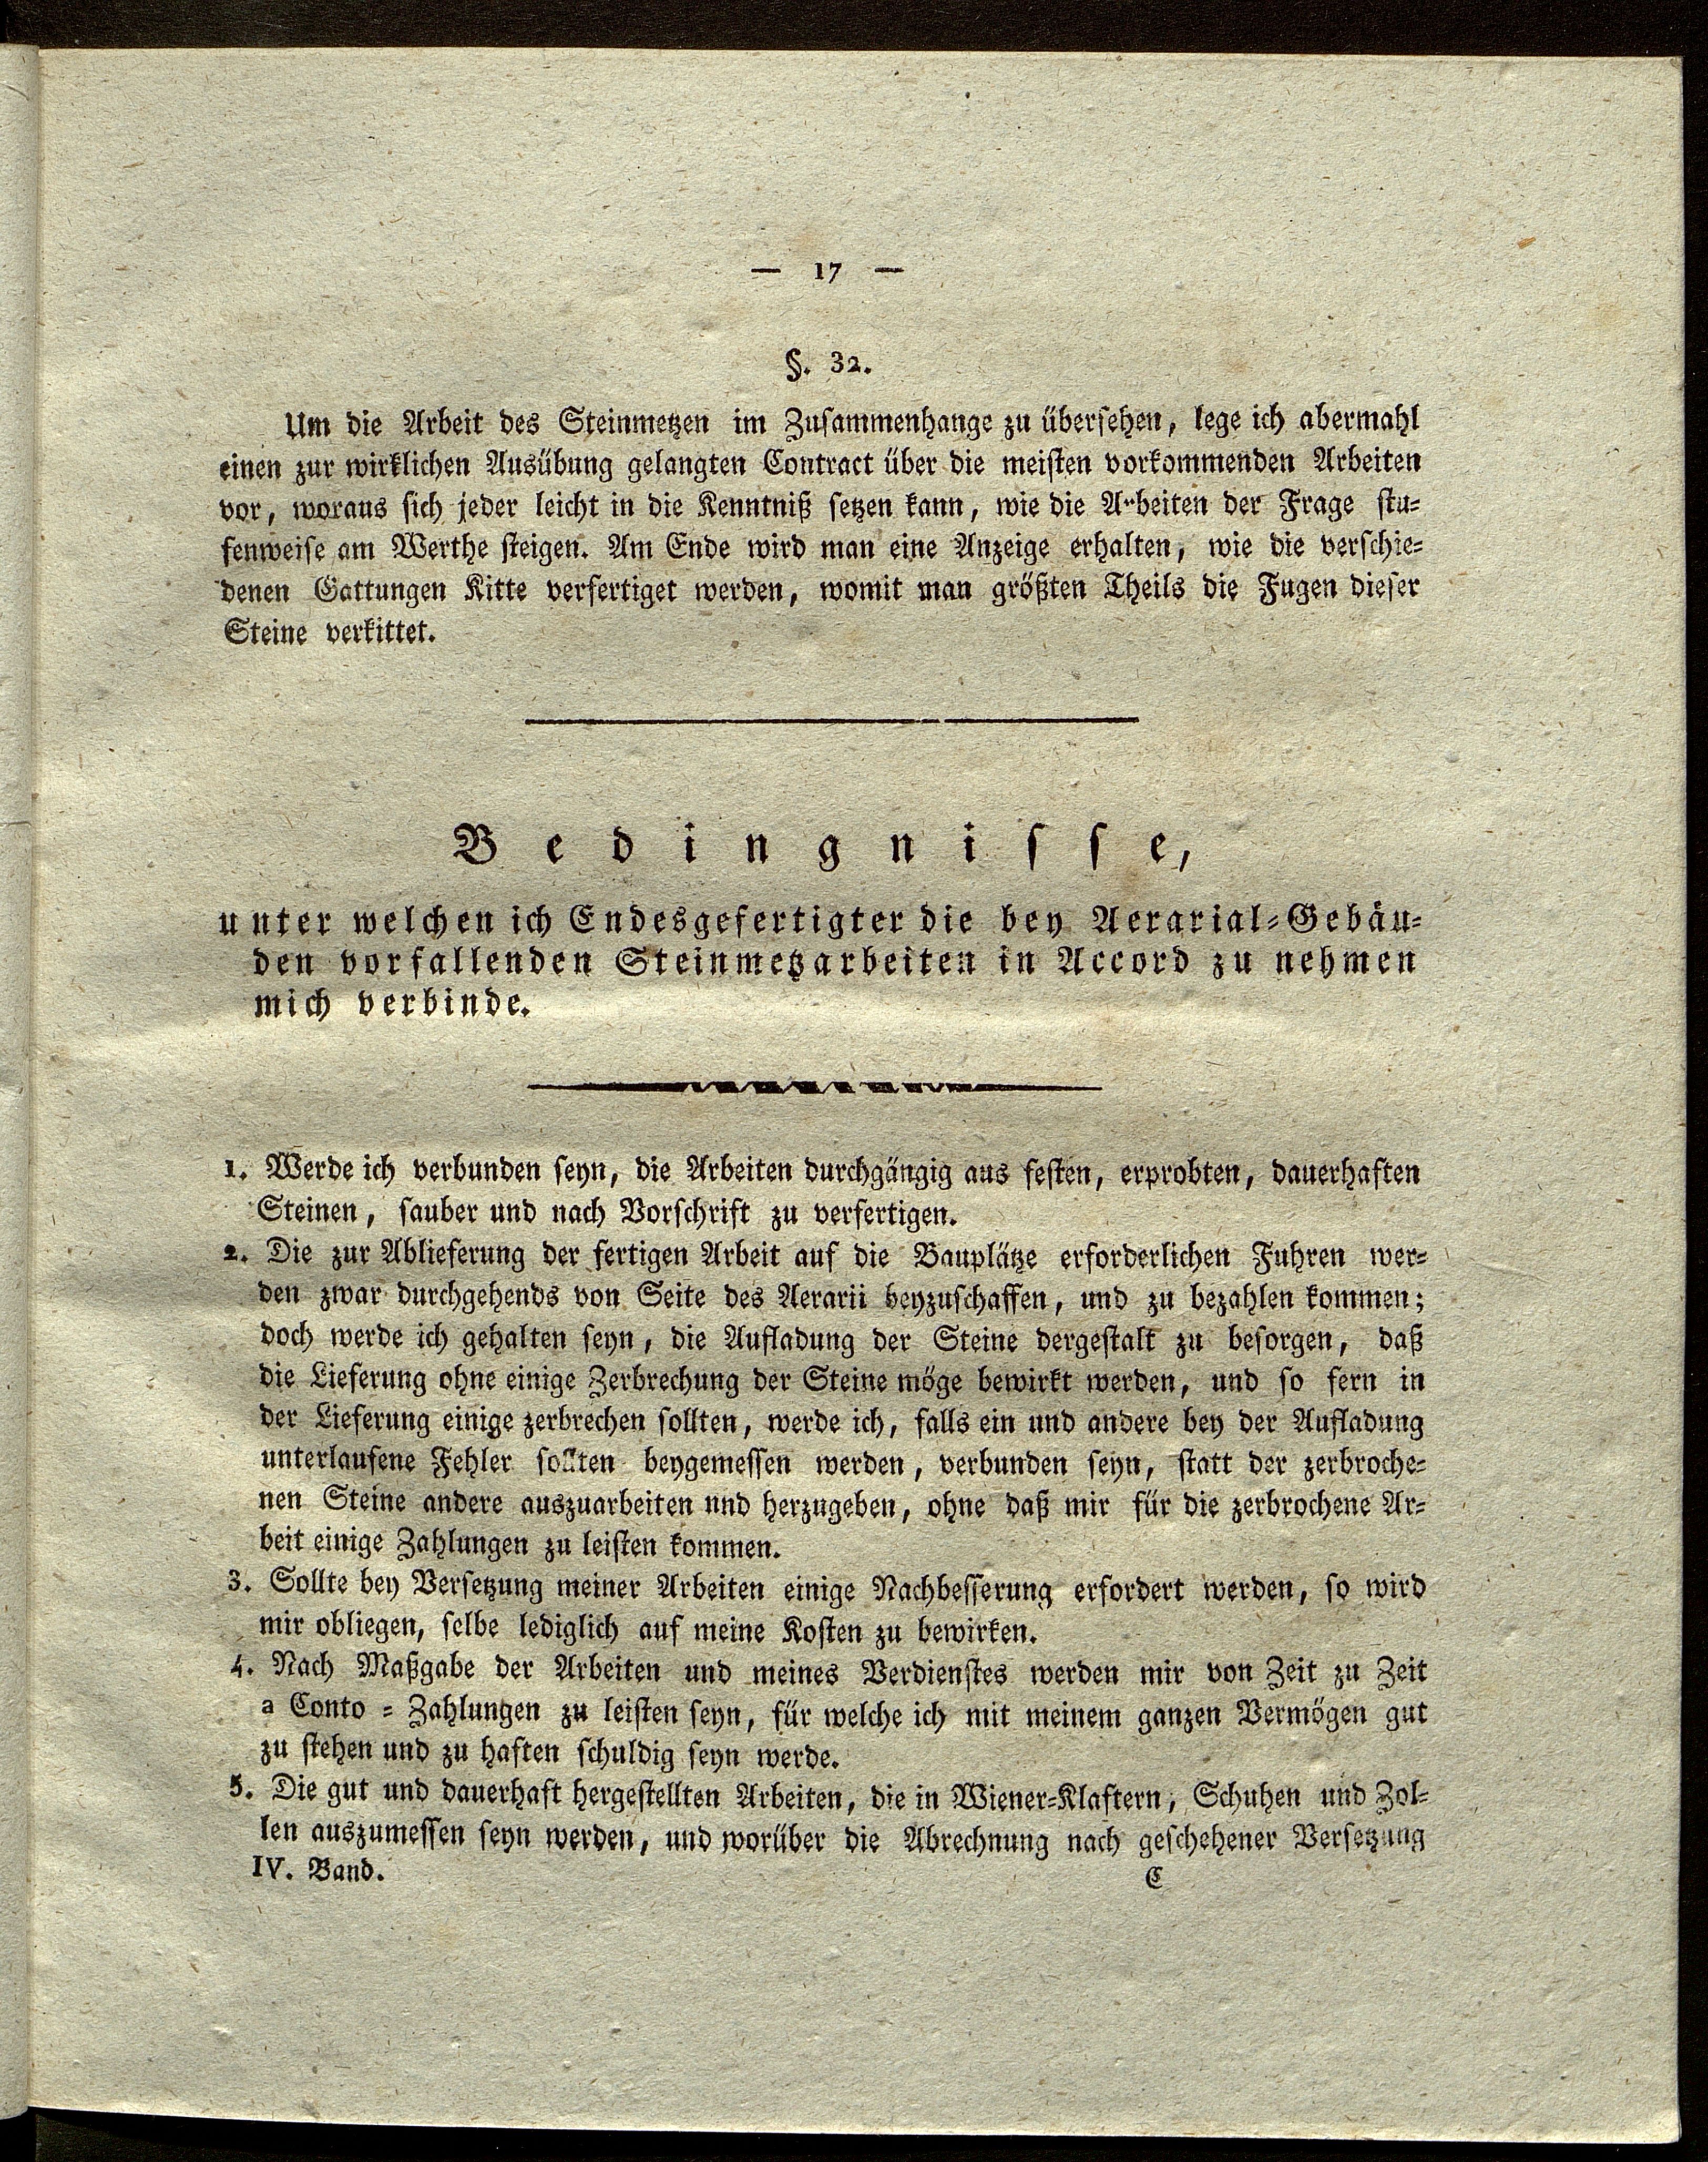 — 17 —
§. 32.
Um die Arbeit des Steinmetzen im Zusammenhange zu übersehen, lege ich abermahl
einen zur wirklichen Ausübung gelangten Contract über die meisten vorkommenden Arbeiten
vor, woraus sich jeder leicht in die Kenntniß setzen kann, wie die Arbeiten der Frage stu-
fenweise am Werthe steigen. Am Ende wird man eine Anzeige erhalten, wie die verschie-
denen Gattungen Kitte verfertiget werden, womit man größten Theils die Fugen dieser
Steine verkittet.
Bedingnisse,
unter welchen ich Endesgefertigter die bey Aerarial-Gebäu-
den vorfallenden Steinmetzarbeiten in Accord zu nehmen
mich verbinde.
1. Werde ich verbunden seyn, die Arbeiten durchgängig aus festen, erprobten, dauerhaften
Steinen, sauber und nach Vorschrift zu verfertigen.
2. Die zur Ablieferung der fertigen Arbeit auf die Bauplätze erforderlichen Fuhren wer-
den zwar durchgehends von Seite des Aerarii beyzuschaffen, und zu bezahlen kommen;
doch werde ich gehalten seyn, die Aufladung der Steine dergestalt zu besorgen, daß
die Lieferung ohne einige Zerbrechung der Steine möge bewirkt werden, und so fern in
der Lieferung einige zerbrechen sollten, werde ich, falls ein und andere bey der Aufladung
unterlaufene Fehler sollten beygemessen werden, verbunden seyn, statt der zerbroche-
nen Steine andere auszuarbeiten und herzugeben, ohne daß mir für die zerbrochene Ar-
beit einige Zahlungen zu leisten kommen.
3. Sollte bey Versetzung meiner Arbeiten einige Nachbesserung erfordert werden, so wird
mir obliegen, selbe lediglich auf meine Kosten zu bewirken.
4. Nach Maßgabe der Arbeiten und meines Verdienstes werden mir von Zeit zu Zeit
a Conto - Zahlungen zu leisten seyn, für welche ich mit meinem ganzen Vermögen gut
zu stehen und zu haften schuldig seyn werde.
5. Die gut und dauerhaft hergestellten Arbeiten, die in Wiener-Klaftern, Schuhen und Zol-
len auszumessen seyn werden, und worüber die Abrechnung nach geschehener Versetzung
IV. Band. C